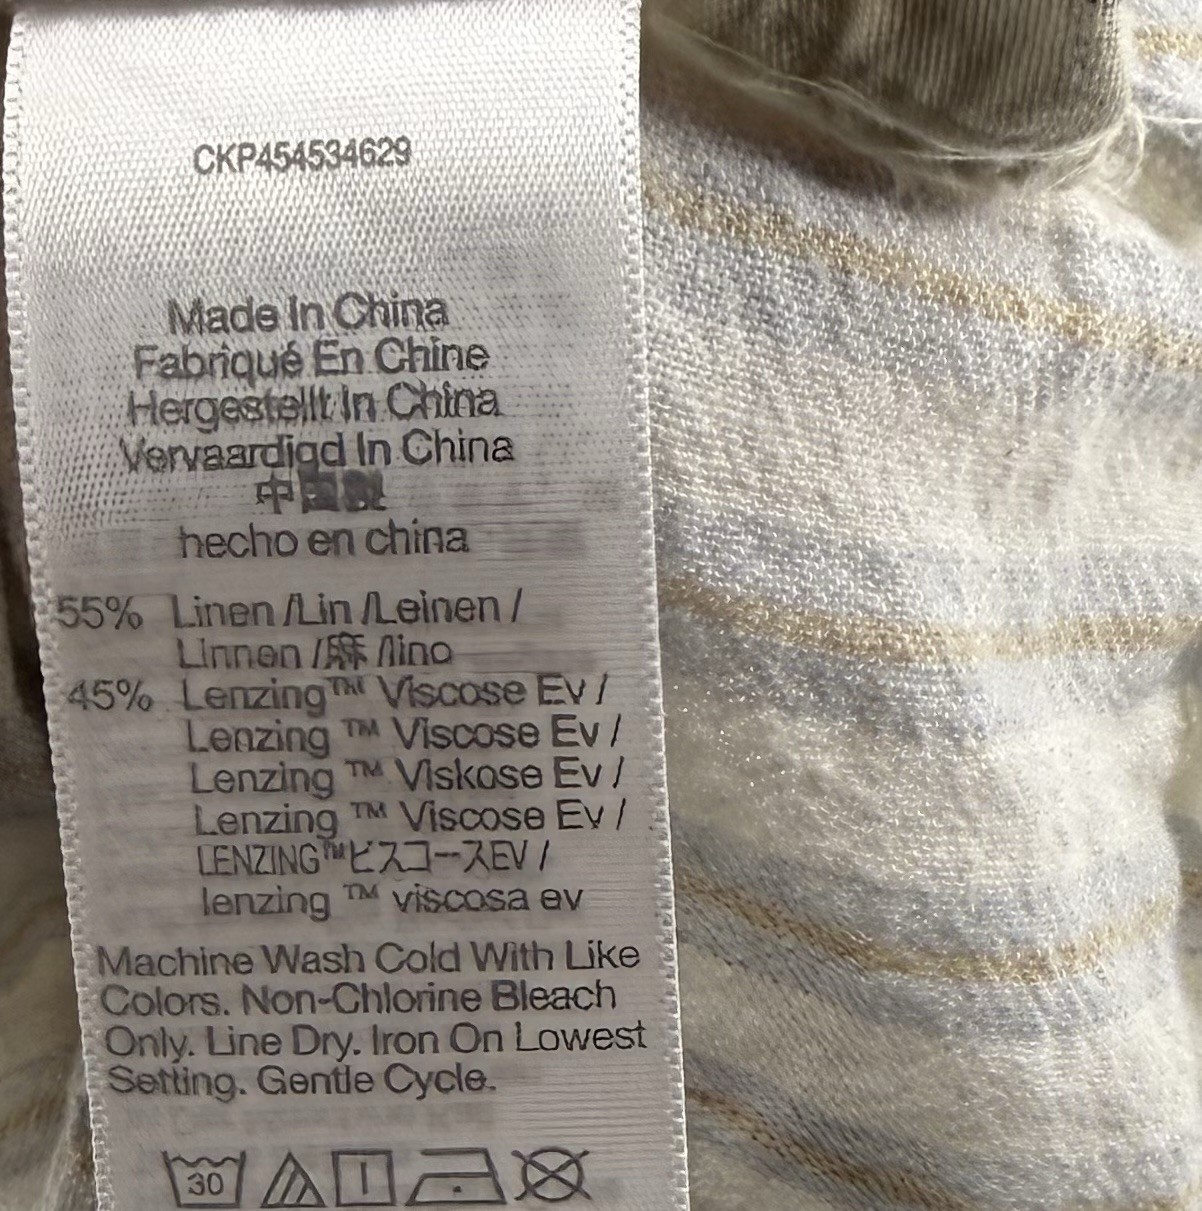 CKP454534629
Made In China
Fabriqué En Chine
Hergestellt In China
Vervaardigd In China
中国製
hecho en china
55% Linen /Lin /Leinen /
Linnen /麻 /lino
45% Lenzing™ Viscose Ev /
Lenzing ™ Viscose Ev /
Lenzing ™ Viskose Ev /
Lenzing ™ Viscose Ev /
LENZING™ビスコースEV /
lenzing ™ viscosa ev
Machine Wash Cold With Like
Colors. Non-Chlorine Bleach
Only. Line Dry. Iron On Lowest
Setting. Gentle Cycle.
30